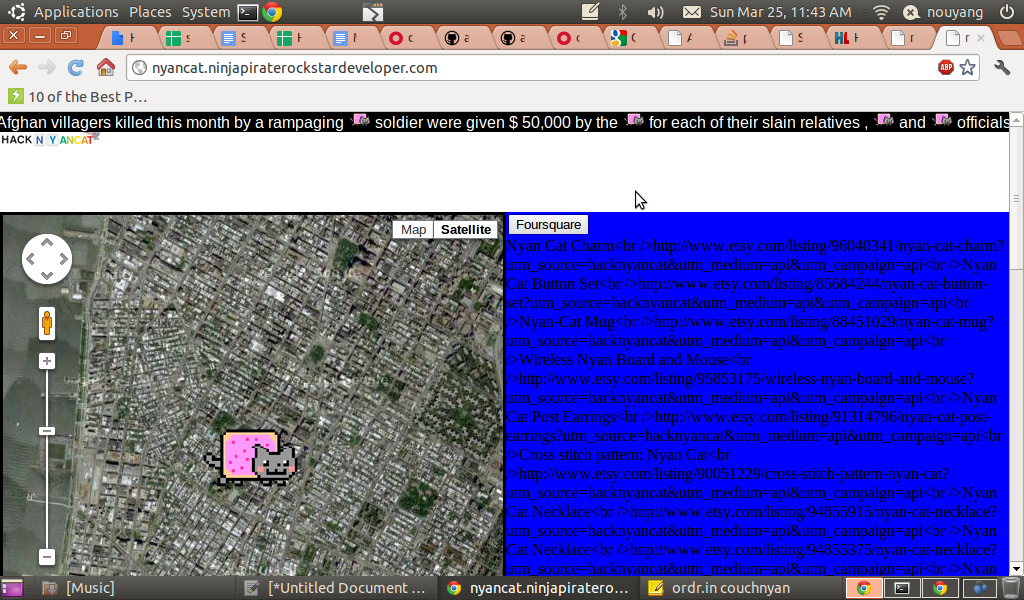 Applications Places System Sun Mar 25, 11:43 AM nouyang
nyancat.ninjapiraterockstardeveloper.com ABP
10 of the Best P…
Afghan villagers killed this month by a rampaging soldier were given $ 50,000 by the for each of their slain relatives , and officials
HACK NYANCAT
Map Satellite
Foursquare
Nyan Cat Charm<br />http://www.etsy.com/listing/96040341/nyan-cat-charm?
utm_source=hacknyancat&utm_medium=api&utm_campaign=api<br />Nyan
Cat Button Set<br />http://www.etsy.com/listing/85684244/nyan-cat-button-
set?utm_source=hacknyancat&utm_medium=api&utm_campaign=api<br
/>Nyan-Cat Mug<br />http://www.etsy.com/listing/88451029/nyan-cat-mug?
utm_source=hacknyancat&utm_medium=api&utm_campaign=api<br
/>Wireless Nyan Board and Mouse<br
/>http://www.etsy.com/listing/95853175/wireless-nyan-board-and-mouse?
utm_source=hacknyancat&utm_medium=api&utm_campaign=api<br />Nyan
Cat Post Earrings<br />http://www.etsy.com/listing/91314796/nyan-cat-post-
earrings?utm_source=hacknyancat&utm_medium=api&utm_campaign=api<br
/>Cross stitch pattern: Nyan Cat<br
/>http://www.etsy.com/listing/90051229/cross-stitch-pattern-nyan-cat?
utm_source=hacknyancat&utm_medium=api&utm_campaign=api<br />Nyan
Cat Necklace<br />http://www.etsy.com/listing/94855915/nyan-cat-necklace?
utm_source=hacknyancat&utm_medium=api&utm_campaign=api<br />Nyan
Cat Necklace<br />http://www.etsy.com/listing/94855375/nyan-cat-necklace?
utm_source=hacknyancat&utm_medium=api&utm_campaign=api<br />Nyan
[Music] [*Untitled Document ... nyancat.ninjapiratero... ordr.in couchnyan